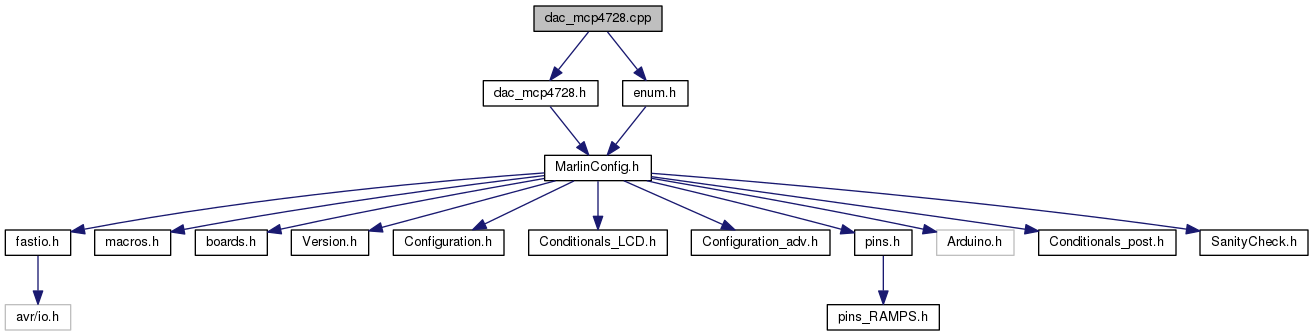 dac_mcp4728.cpp
dac_mcp4728.h
enum.h
MarlinConfig.h
fastio.h
macros.h
boards.h
Version.h
Configuration.h
Conditionals_LCD.h
Configuration_adv.h
pins.h
Arduino.h
Conditionals_post.h
SanityCheck.h
avr/io.h
pins_RAMPS.h